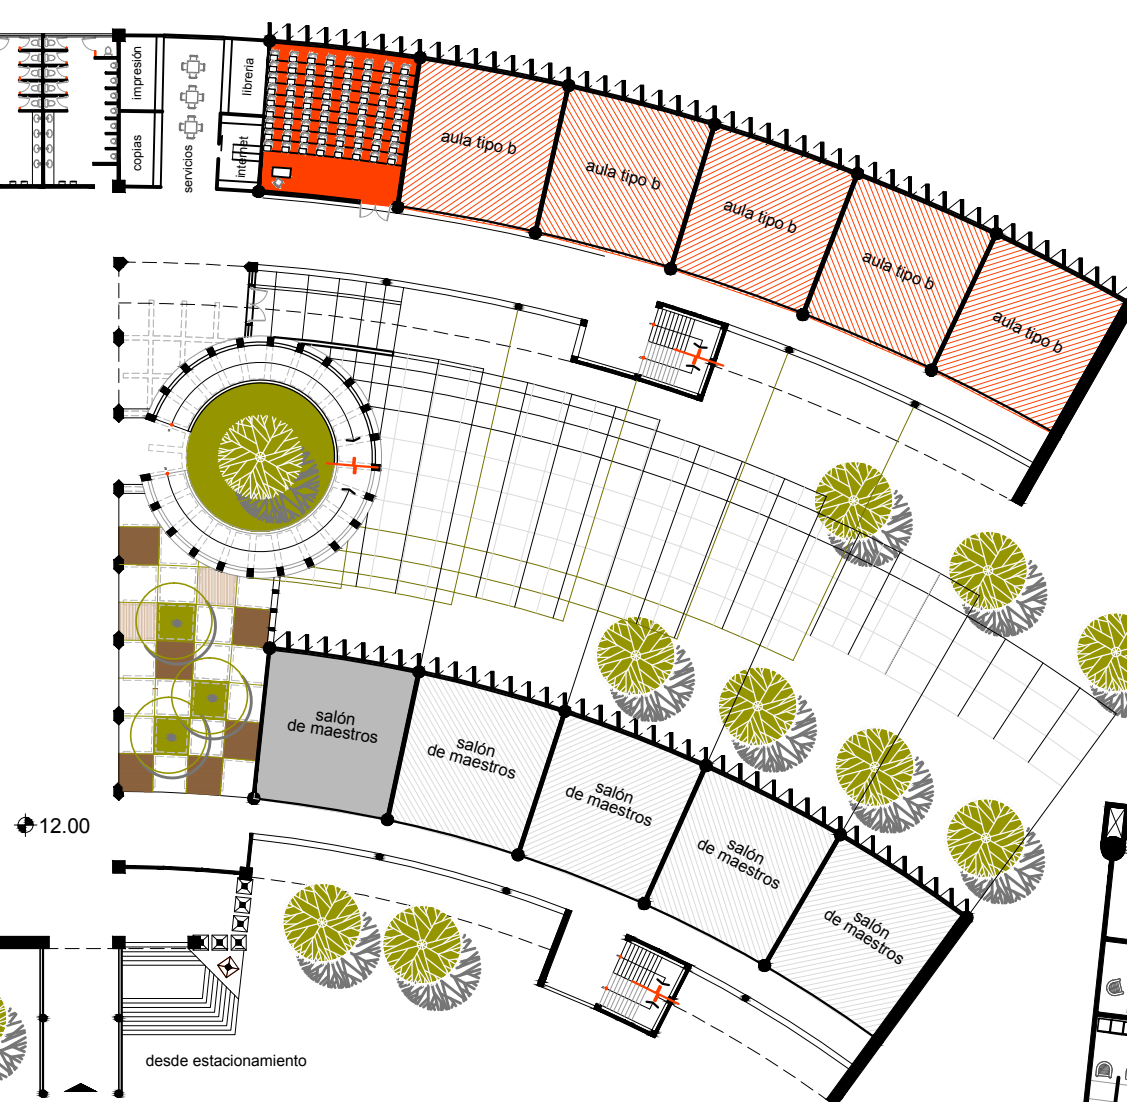 impresión
copias
servicios
librería
internet
aula tipo b
aula tipo b
aula tipo b
aula tipo b
aula tipo b
salón
de maestros
salón
de maestros
salón
de maestros
salón
de maestros
salón
de maestros
12.00
desde estacionamiento